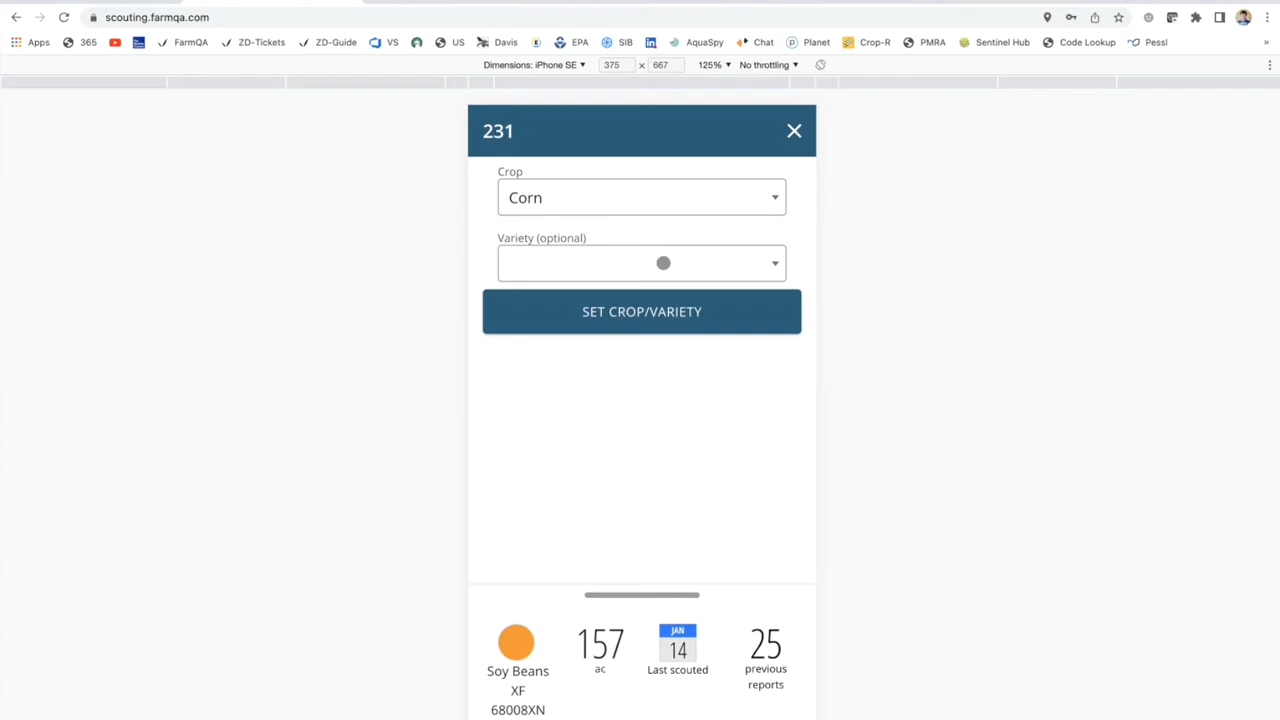 scouting.farmqa.com
Apps 365 FarmQA ZD-Tickets ZD-Guide VS US Davis EPA SIB AquaSpy Chat Planet Crop-R PMRA Sentinel Hub Code Lookup Pessl »
Dimensions: iPhone SE 375 x 667 125% No throttling
231
Crop
Corn
Variety (optional)
SET CROP/VARIETY
JAN
157 14 25
ac Last scouted previous
reports
Soy Beans
XF
68008XN